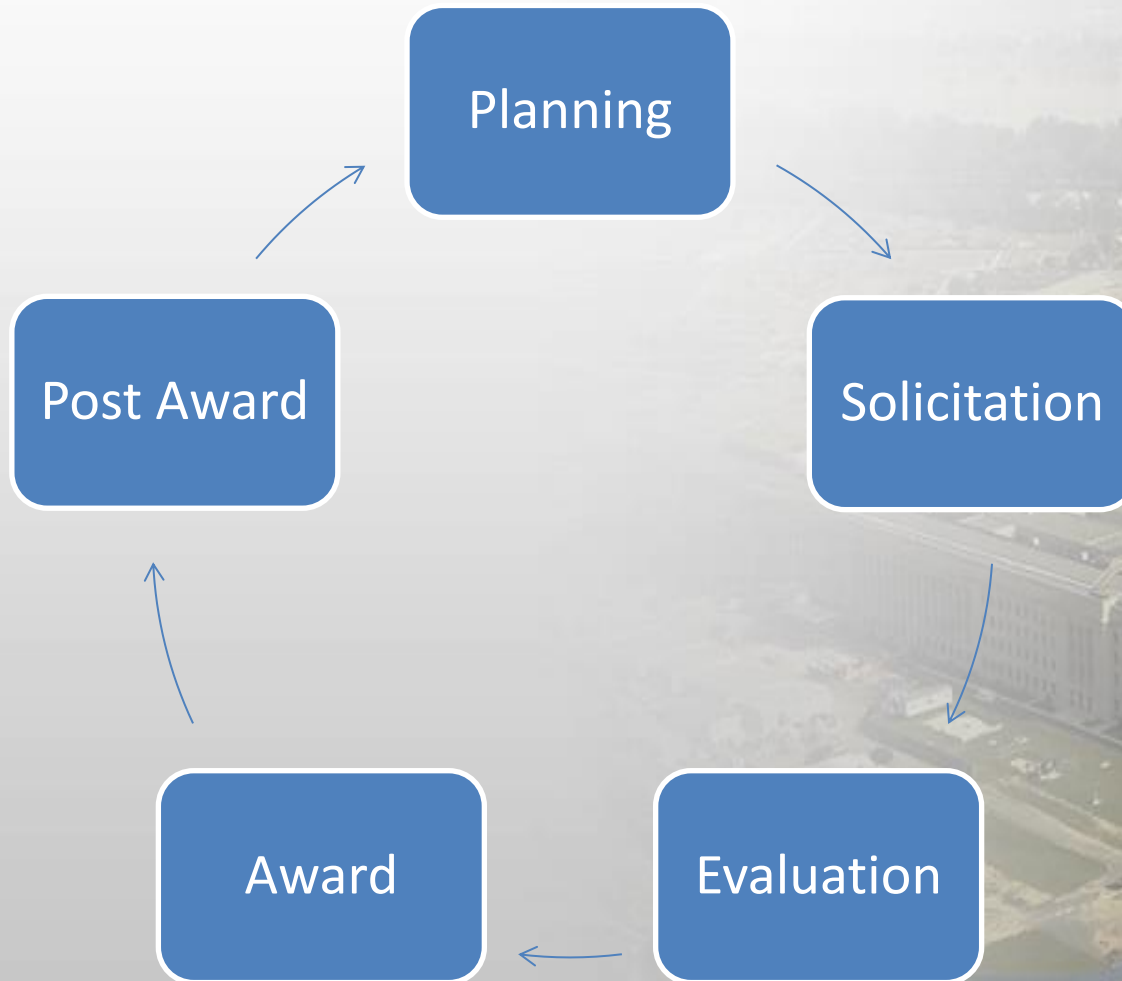 Planning
Solicitation
Evaluation
Award
Post Award